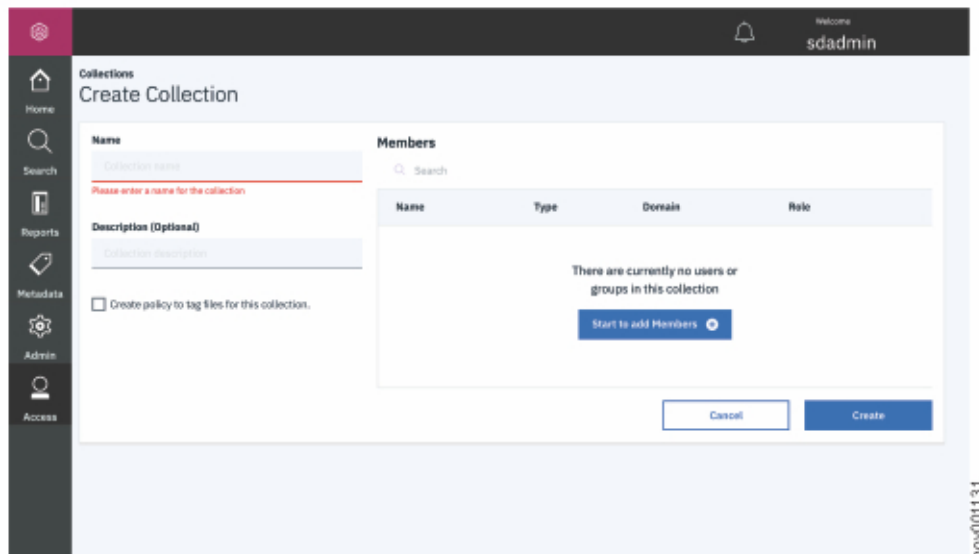 Welcome
sdadmin
Home
Search
Reports
Metadata
Admin
Access
Collections
Create Collection
Name
Collection name
Please enter a name for the collection
Description (Optional)
Collection description
Create policy to tag files for this collection.
Members
Search
Name Type Domain Role
There are currently no users or
groups in this collection
Start to add Members
Cancel
Create